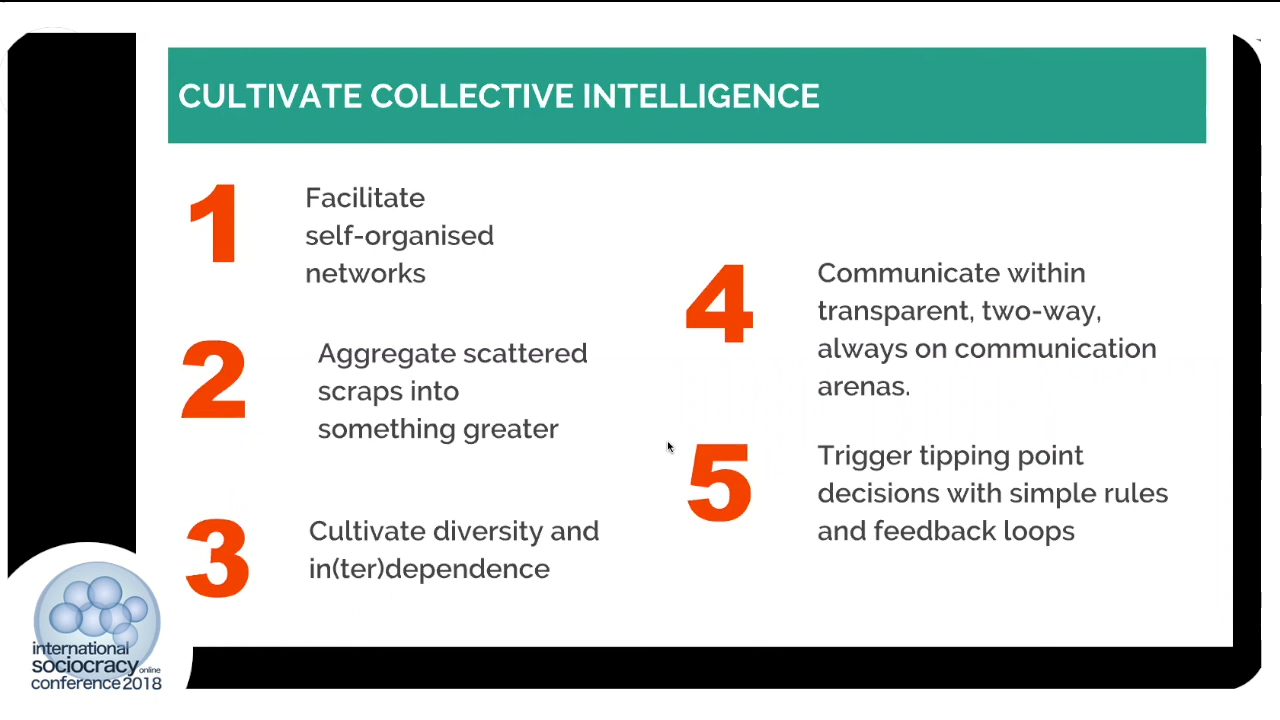 CULTIVATE COLLECTIVE INTELLIGENCE
1
Facilitate
self-organised
networks
2
Aggregate scattered
scraps into
something greater
3
Cultivate diversity and
in(ter)dependence
4
Communicate within
transparent, two-way,
always on communication
arenas.
5
Trigger tipping point
decisions with simple rules
and feedback loops
international
sociocracy online
conference 2018